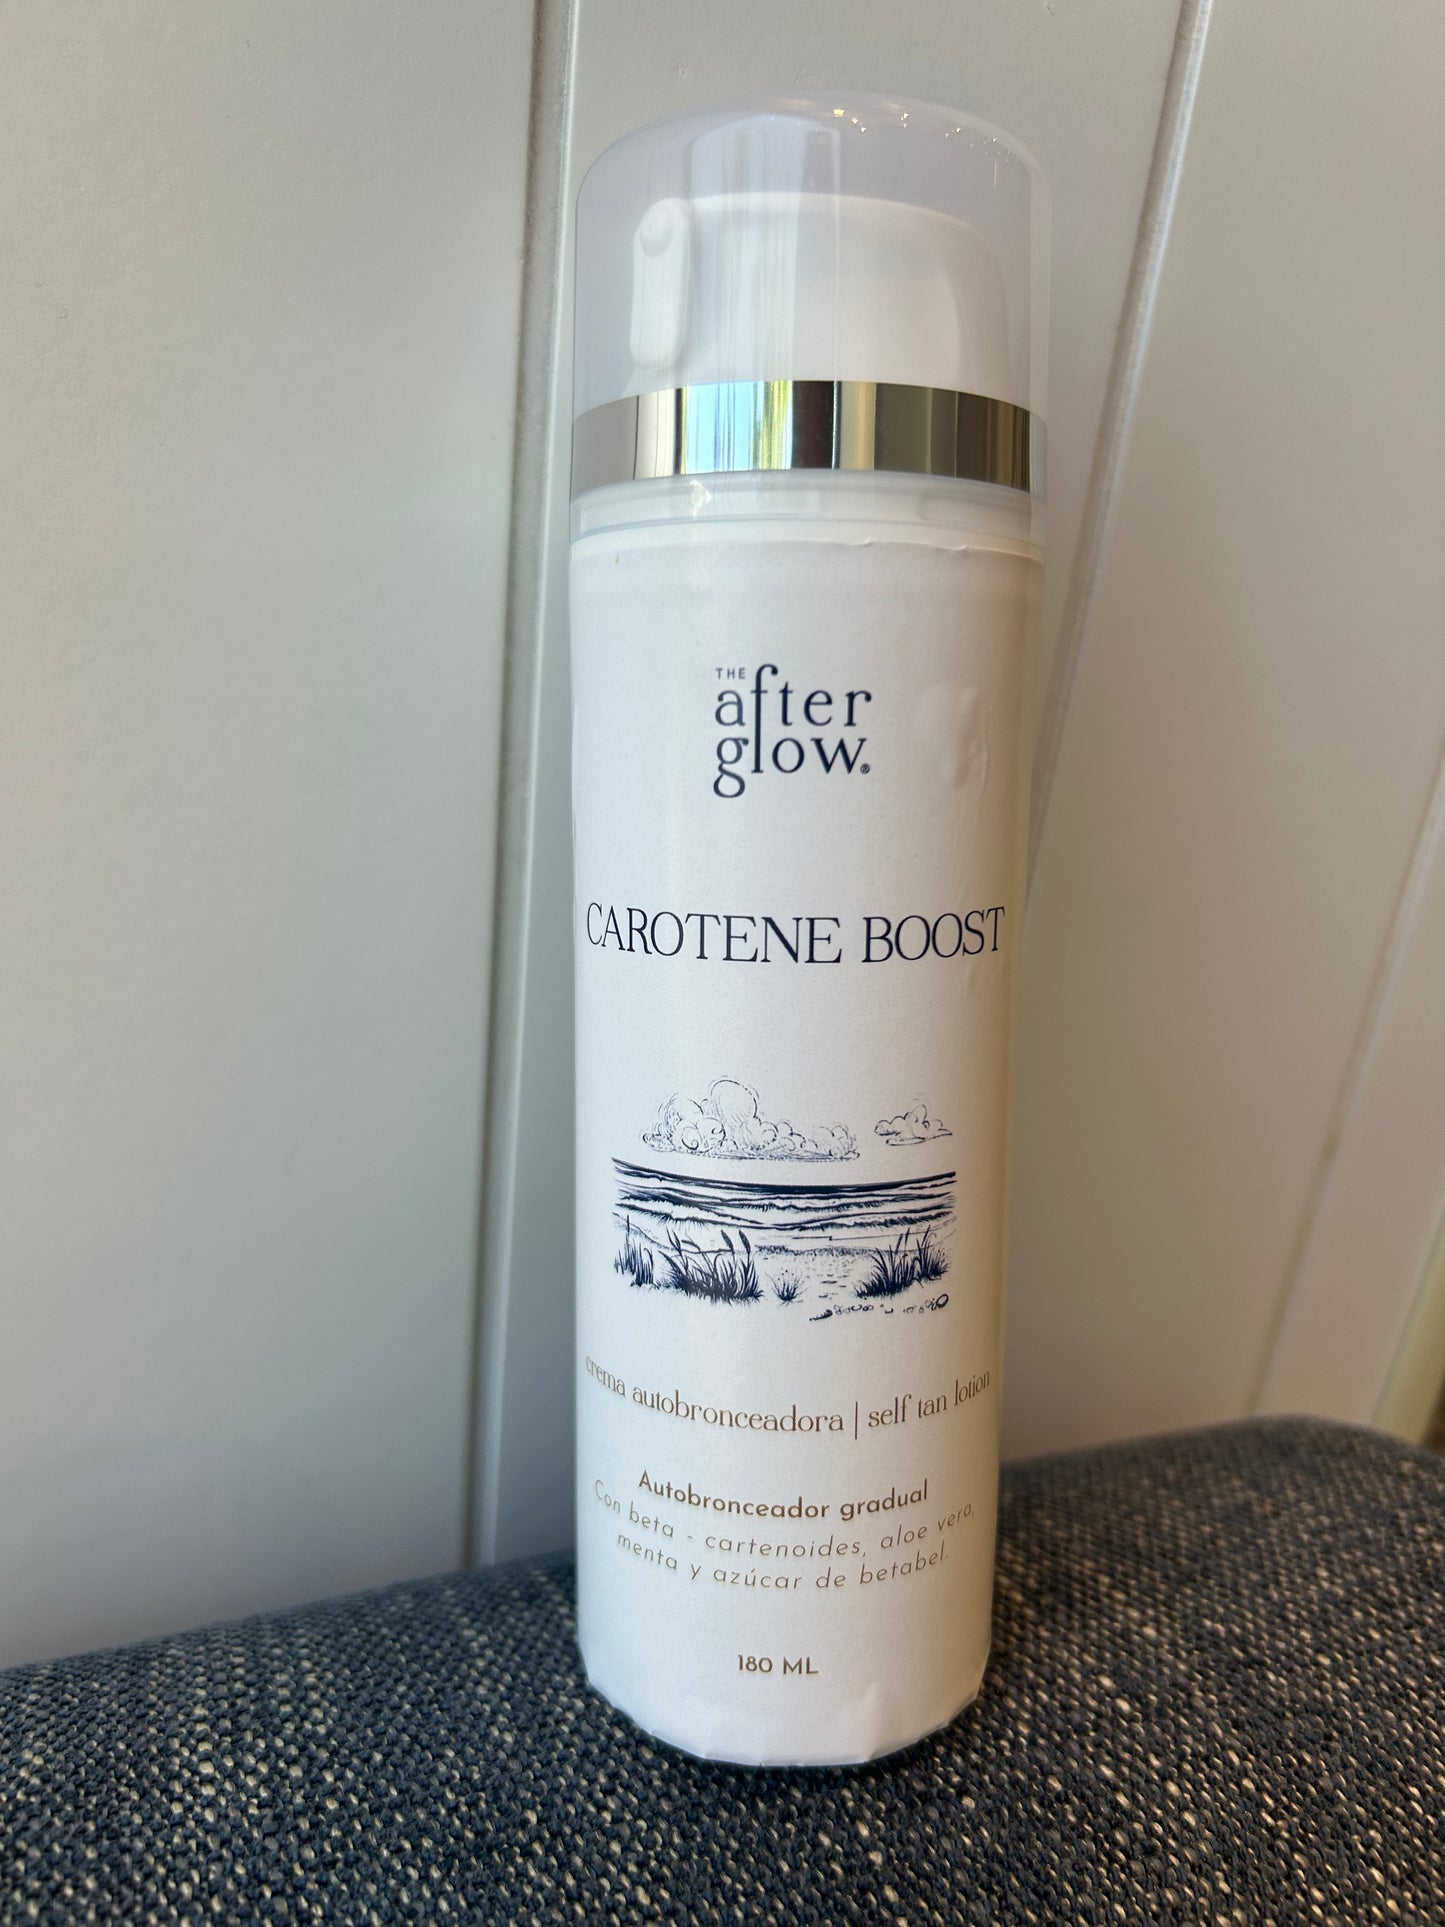 THE
after
glow.®
CAROTENE BOOST
crema autobronceadora | self tan lotion
Autobronceador gradual
Con beta - cartenoides, aloe vera,
menta y azúcar de betabel.
180 ML